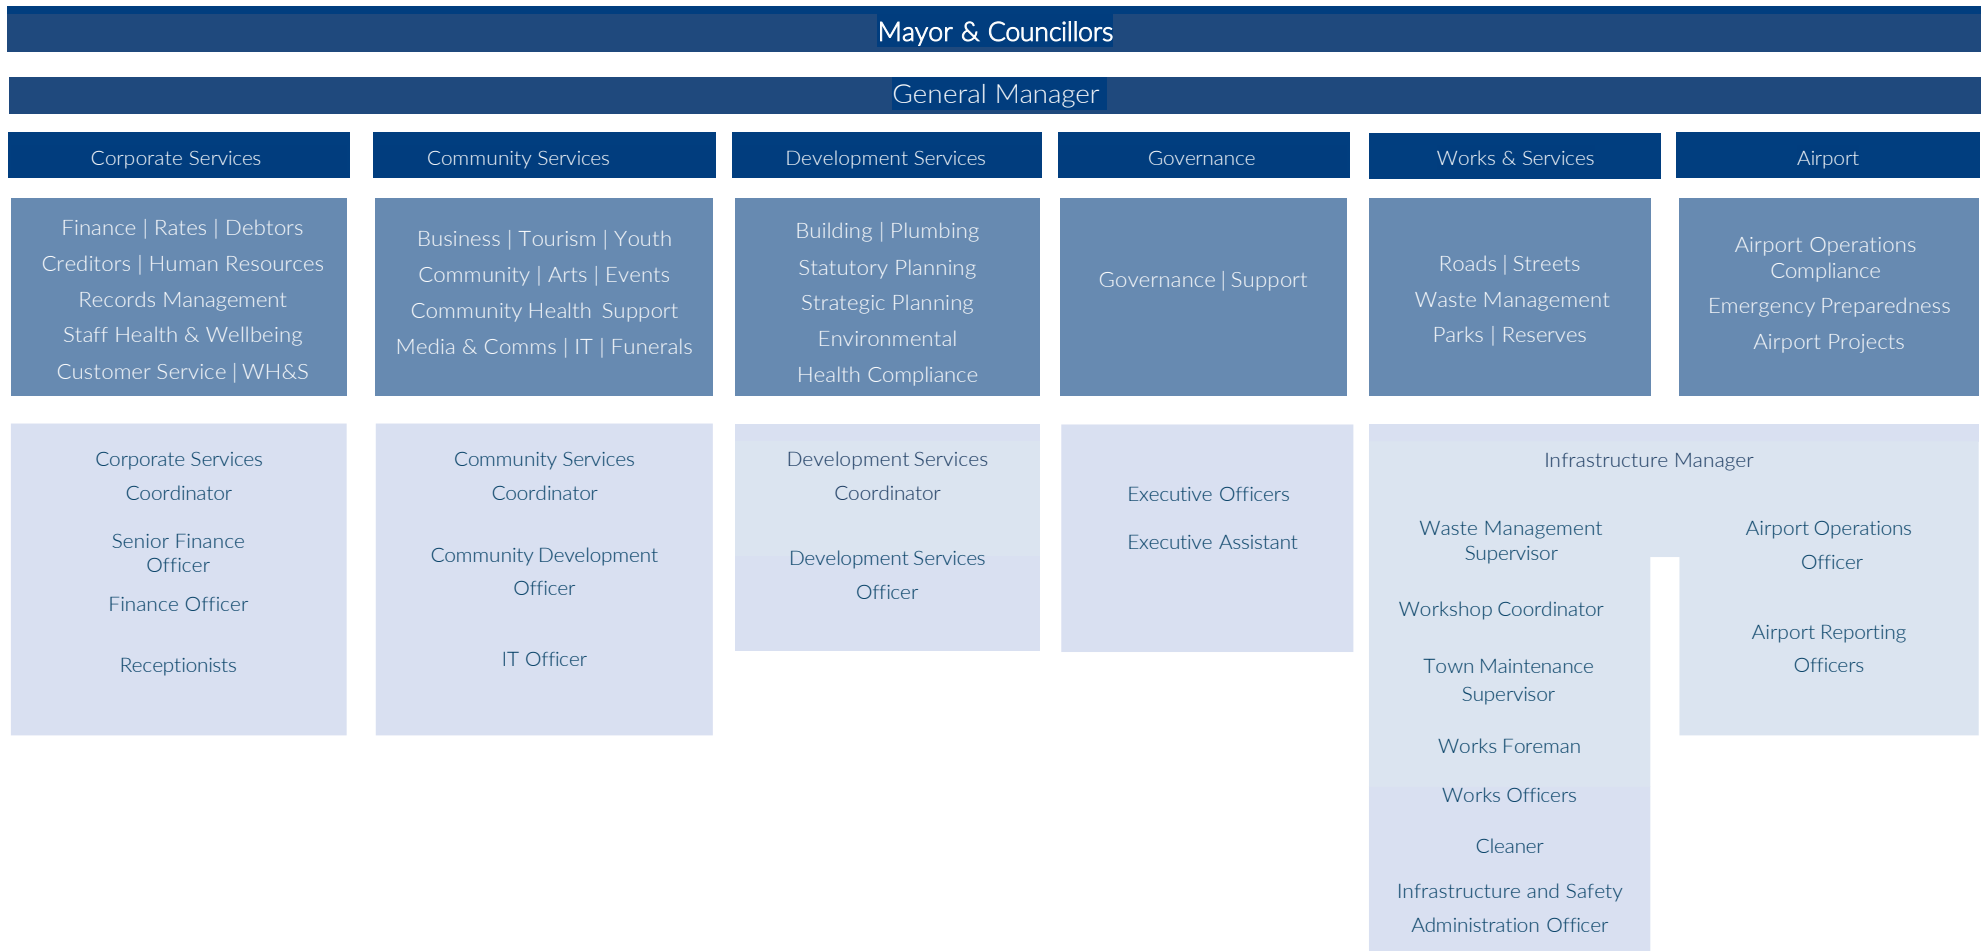 Mayor & Councillors
General Manager
Corporate Services
Community Services
Development Services
Governance
Works & Services
Airport
Finance | Rates | Debtors
Creditors | Human Resources
Records Management
Staff Health & Wellbeing
Customer Service | WH&S
Business | Tourism | Youth
Community | Arts | Events
Community Health Support
Media & Comms | IT | Funerals
Building | Plumbing
Statutory Planning
Strategic Planning
Environmental
Health Compliance
Governance | Support
Roads | Streets
Waste Management
Parks | Reserves
Airport Operations
Compliance
Emergency Preparedness
Airport Projects
Corporate Services
Coordinator
Senior Finance
Officer
Finance Officer
Receptionists
Community Services
Coordinator
Community Development
Officer
IT Officer
Development Services
Coordinator
Development Services
Officer
Executive Officers
Executive Assistant
Infrastructure Manager
Waste Management
Supervisor
Workshop Coordinator
Town Maintenance
Supervisor
Works Foreman
Works Officers
Cleaner
Infrastructure and Safety
Administration Officer
Airport Operations
Officer
Airport Reporting
Officers